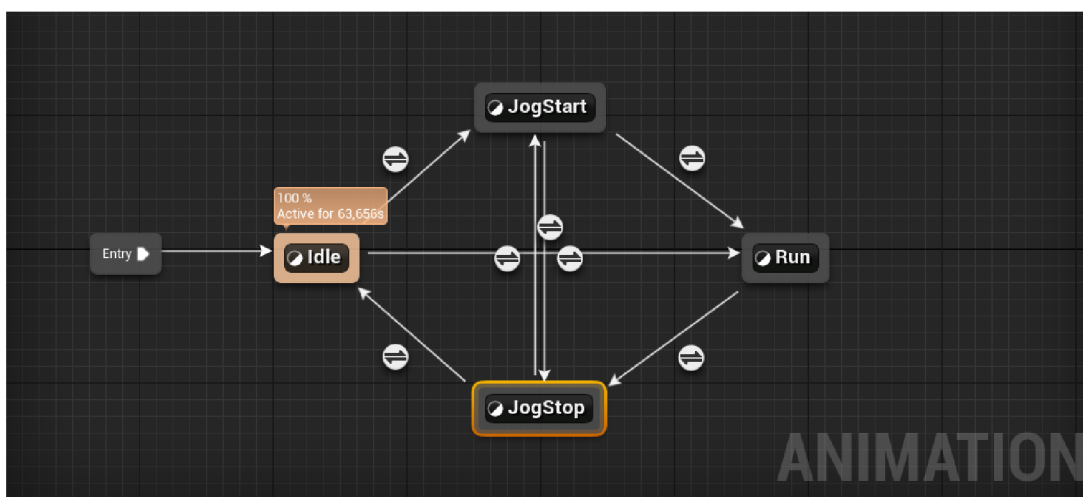 JogStart
100 %
Active for 63,656s
Entry
Idle
Run
JogStop
ANIMATION